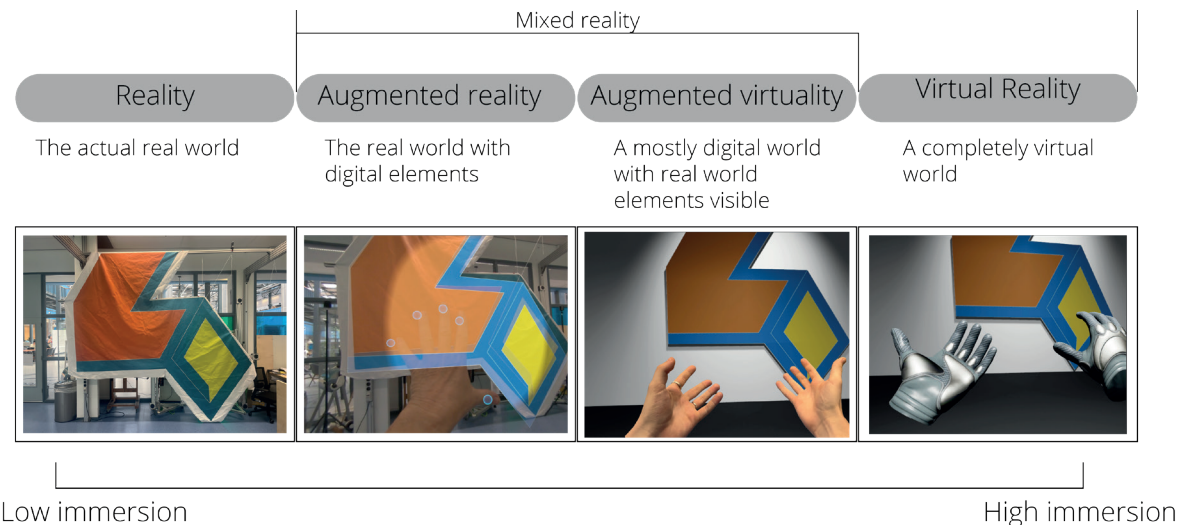 Mixed reality
Reality
Augmented reality
Augmented virtuality
Virtual Reality
The actual real world
The real world with
digital elements
A mostly digital world
with real world
elements visible
A completely virtual
world
Low immersion
High immersion